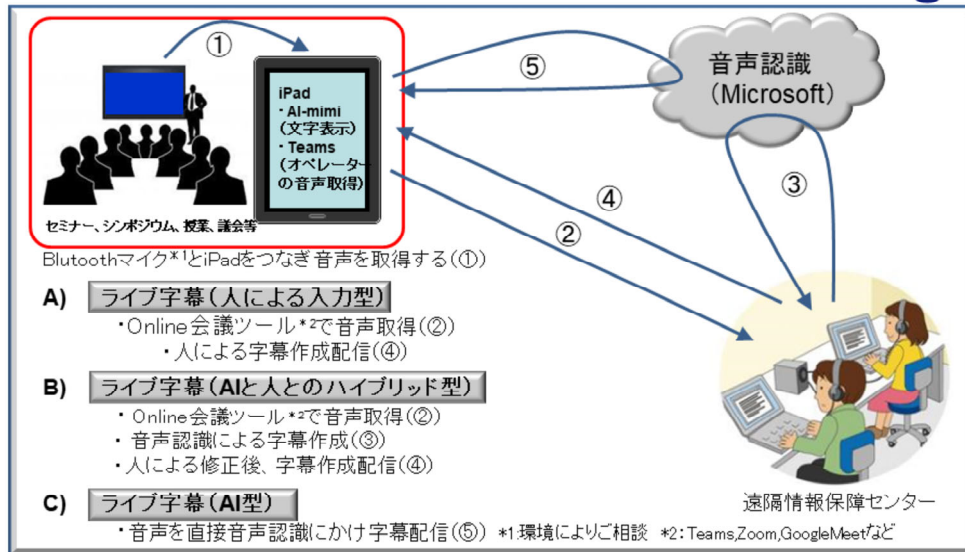 ①
⑤
音声認識
(Microsoft)
iPad
・AI-mimi
(文字表示)
・Teams
(オペレーター
の音声取得)
③
④
②
セミナー、シンポジウム、授業、議会等
Blutoothマイク*1とiPadをつなぎ音声を取得する(①)
A) ライブ字幕(人による入力型)
・Online会議ツール*2で音声取得(②)
・人による字幕作成配信(④)
B) ライブ字幕(AIと人とのハイブリッド型)
・Online会議ツール*2で音声取得(②)
・音声認識による字幕作成(③)
・人による修正後、字幕作成配信(④)
遠隔情報保障センター
C) ライブ字幕(AI型)
・音声を直接音声認識にかけ字幕配信(⑤) *1:環境によりご相談 *2:Teams,Zoom,GoogleMeetなど